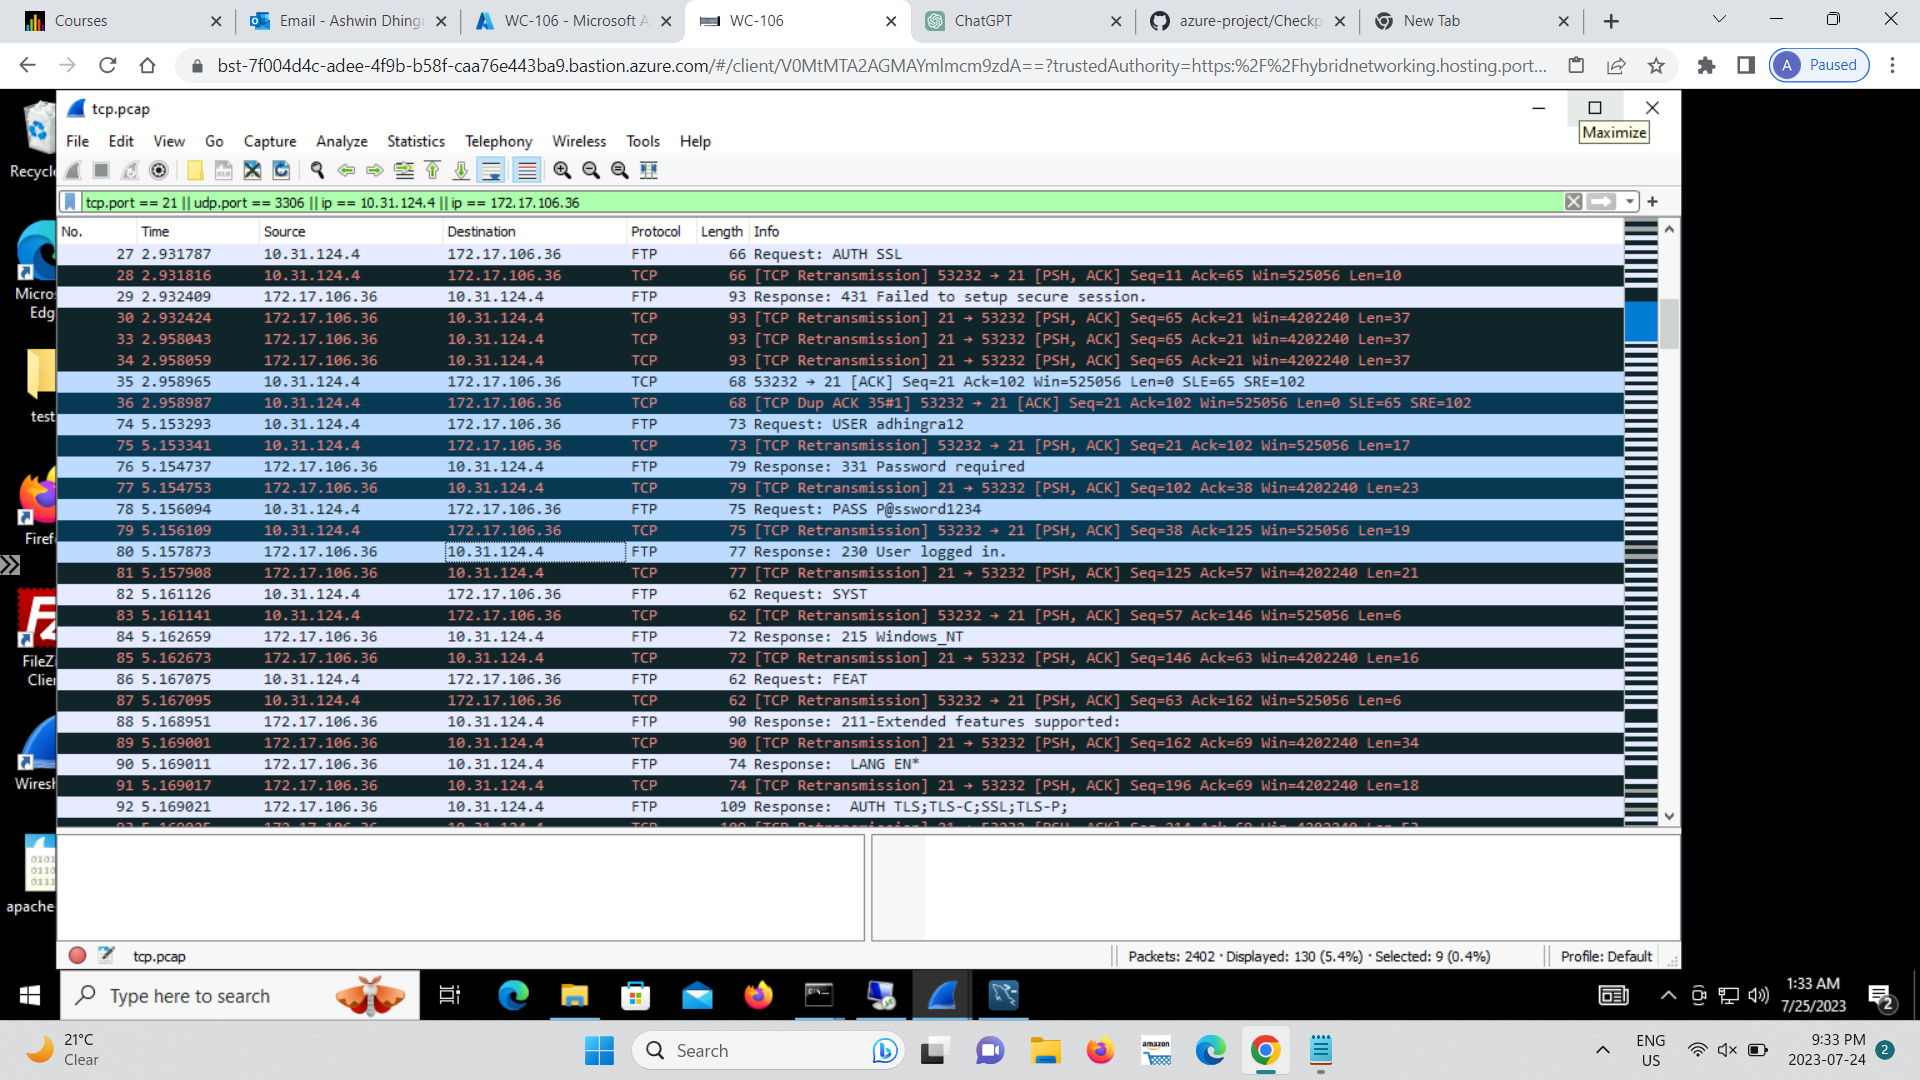 Courses
Email - Ashwin Dhing
WC-106 - Microsoft A
WC-106
ChatGPT
azure-project/Checkp
New Tab
bst-7f004d4c-adee-4f9b-b58f-caa76e443ba9.bastion.azure.com/#/client/V0MtMTA2AGMAYmlmcm9zdA==?trustedAuthority=https:%2F%2Fhybridnetworking.hosting.port...
A Paused
tcp.pcap
Maximize
File Edit View Go Capture Analyze Statistics Telephony Wireless Tools Help
tcp.port == 21 || udp.port == 3306 || ip == 10.31.124.4 || ip == 172.17.106.36
No. Time Source Destination Protocol Length Info
27 2.931787 10.31.124.4 172.17.106.36 FTP 66 Request: AUTH SSL
28 2.931816 10.31.124.4 172.17.106.36 TCP 66 [TCP Retransmission] 53232 → 21 [PSH, ACK] Seq=11 Ack=65 Win=525056 Len=10
29 2.932409 172.17.106.36 10.31.124.4 FTP 93 Response: 431 Failed to setup secure session.
30 2.932424 172.17.106.36 10.31.124.4 TCP 93 [TCP Retransmission] 21 → 53232 [PSH, ACK] Seq=65 Ack=21 Win=4202240 Len=37
33 2.958043 172.17.106.36 10.31.124.4 TCP 93 [TCP Retransmission] 21 → 53232 [PSH, ACK] Seq=65 Ack=21 Win=4202240 Len=37
34 2.958059 172.17.106.36 10.31.124.4 TCP 93 [TCP Retransmission] 21 → 53232 [PSH, ACK] Seq=65 Ack=21 Win=4202240 Len=37
35 2.958965 10.31.124.4 172.17.106.36 TCP 68 53232 → 21 [ACK] Seq=21 Ack=102 Win=525056 Len=0 SLE=65 SRE=102
36 2.958987 10.31.124.4 172.17.106.36 TCP 68 [TCP Dup ACK 35#1] 53232 → 21 [ACK] Seq=21 Ack=102 Win=525056 Len=0 SLE=65 SRE=102
74 5.153293 10.31.124.4 172.17.106.36 FTP 73 Request: USER adhingra12
75 5.153341 10.31.124.4 172.17.106.36 TCP 73 [TCP Retransmission] 53232 → 21 [PSH, ACK] Seq=21 Ack=102 Win=525056 Len=17
76 5.154737 172.17.106.36 10.31.124.4 FTP 79 Response: 331 Password required
77 5.154753 172.17.106.36 10.31.124.4 TCP 79 [TCP Retransmission] 21 → 53232 [PSH, ACK] Seq=102 Ack=38 Win=4202240 Len=23
78 5.156094 10.31.124.4 172.17.106.36 FTP 75 Request: PASS P@ssword1234
79 5.156109 10.31.124.4 172.17.106.36 TCP 75 [TCP Retransmission] 53232 → 21 [PSH, ACK] Seq=38 Ack=125 Win=525056 Len=19
80 5.157873 172.17.106.36 10.31.124.4 FTP 77 Response: 230 User logged in.
81 5.157908 172.17.106.36 10.31.124.4 TCP 77 [TCP Retransmission] 21 → 53232 [PSH, ACK] Seq=125 Ack=57 Win=4202240 Len=21
82 5.161126 10.31.124.4 172.17.106.36 FTP 62 Request: SYST
83 5.161141 10.31.124.4 172.17.106.36 TCP 62 [TCP Retransmission] 53232 → 21 [PSH, ACK] Seq=57 Ack=146 Win=525056 Len=6
84 5.162659 172.17.106.36 10.31.124.4 FTP 72 Response: 215 Windows_NT
85 5.162673 172.17.106.36 10.31.124.4 TCP 72 [TCP Retransmission] 21 → 53232 [PSH, ACK] Seq=146 Ack=63 Win=4202240 Len=16
86 5.167075 10.31.124.4 172.17.106.36 FTP 62 Request: FEAT
87 5.167095 10.31.124.4 172.17.106.36 TCP 62 [TCP Retransmission] 53232 → 21 [PSH, ACK] Seq=63 Ack=162 Win=525056 Len=6
88 5.168951 172.17.106.36 10.31.124.4 FTP 90 Response: 211-Extended features supported:
89 5.169001 172.17.106.36 10.31.124.4 TCP 90 [TCP Retransmission] 21 → 53232 [PSH, ACK] Seq=162 Ack=69 Win=4202240 Len=34
90 5.169011 172.17.106.36 10.31.124.4 FTP 74 Response: LANG EN*
91 5.169017 172.17.106.36 10.31.124.4 TCP 74 [TCP Retransmission] 21 → 53232 [PSH, ACK] Seq=196 Ack=69 Win=4202240 Len=18
92 5.169021 172.17.106.36 10.31.124.4 FTP 109 Response: AUTH TLS;TLS-C;SSL;TLS-P;
Recycle
Micros
Edg
test
Firef
FileZ
Clier
Wiresh
apache-
tcp.pcap
Packets: 2402 · Displayed: 130 (5.4%) · Selected: 9 (0.4%)
Profile: Default
Type here to search
1:33 AM
7/25/2023
2
21°C
Clear
Search
amazon
ENG
US
9:33 PM
2023-07-24
2